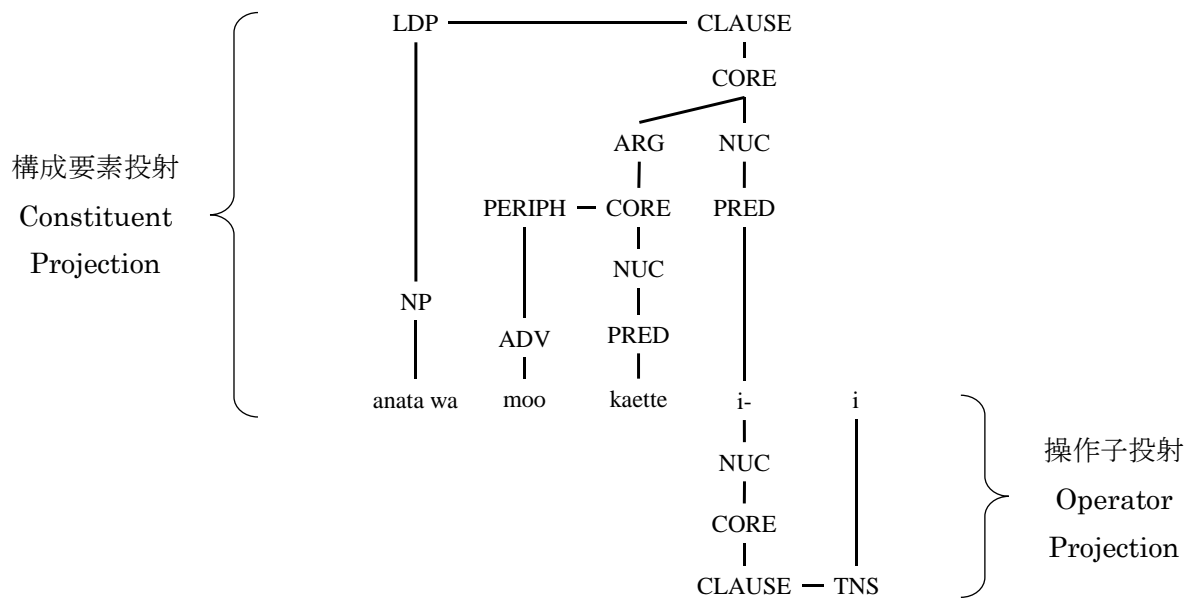 LDP CLAUSE
CORE
ARG NUC
構成要素投射
Constituent
Projection
PERIPH CORE PRED
NUC
NP
ADV PRED
anata wa moo kaette i- i
NUC
CORE
CLAUSE TNS
操作子投射
Operator
Projection